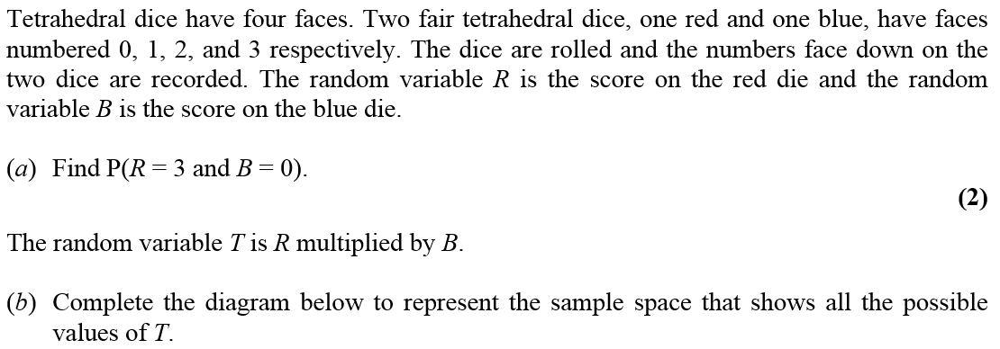 Tetrahedral dice have four faces. Two fair tetrahedral dice, one red and one blue, have faces
numbered 0, 1, 2, and 3 respectively. The dice are rolled and the numbers face down on the
two dice are recorded. The random variable R is the score on the red die and the random
variable B is the score on the blue die.
(a) Find P(R = 3 and B = 0).
(2)
The random variable T is R multiplied by B.
(b) Complete the diagram below to represent the sample space that shows all the possible
values of T.